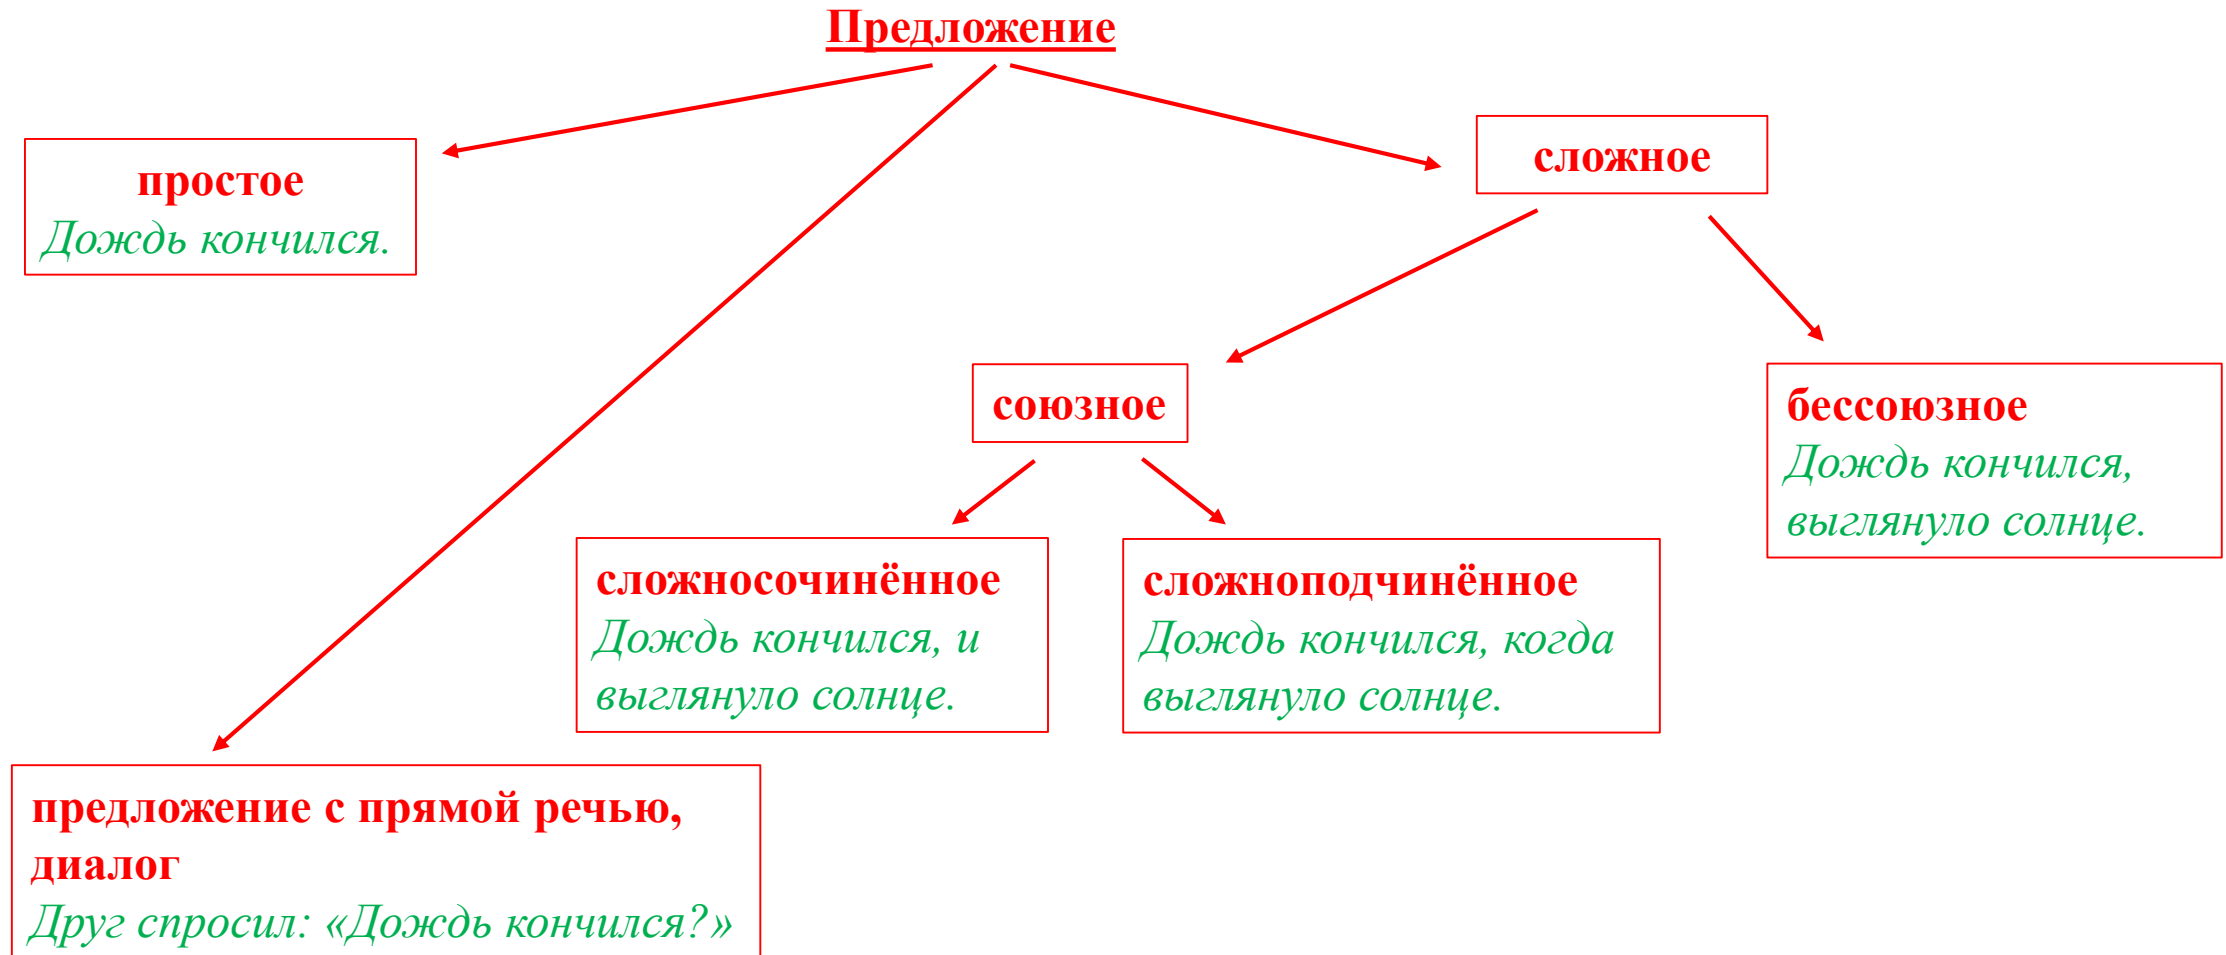 Предложение
простое
Дождь кончился.
сложное
союзное
бессоюзное
Дождь кончился,
выглянуло солнце.
сложносочинённое
Дождь кончился, и
выглянуло солнце.
сложноподчинённое
Дождь кончился, когда
выглянуло солнце.
предложение с прямой речью,
диалог
Друг спросил: «Дождь кончился?»